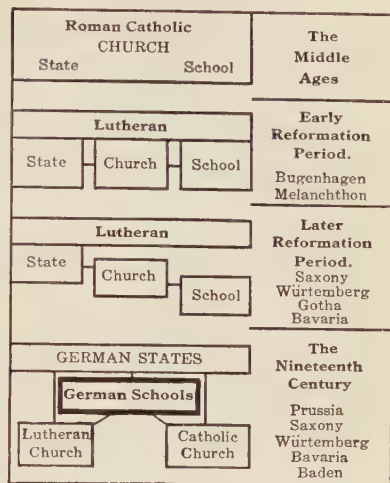 Roman Catholic
CHURCH
State School
The
Middle
Ages
Lutheran
State Church School
Early
Reformation
Period.
Bugenhagen
Melanchthon
Lutheran
State
Church
School
Later
Reformation
Period.
Saxony
Würtemberg
Gotha
Bavaria
GERMAN STATES
German Schools
Lutheran
Church
Catholic
Church
The
Nineteenth
Century
Prussia
Saxony
Würtemberg
Bavaria
Baden